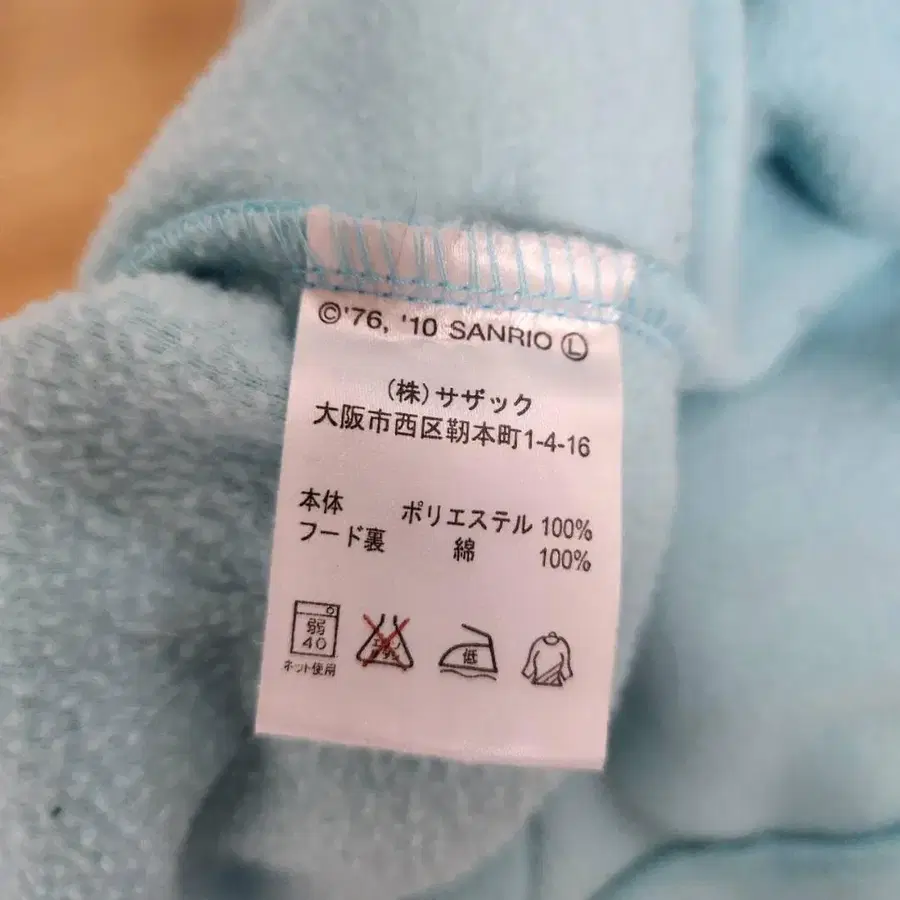 ©'76, '10 SANRIO Ⓛ
(株)サザック
大阪市西区靭本町1-4-16
本体 ポリエステル 100%
フード裏 綿 100%
弱
40
ネット使用
低